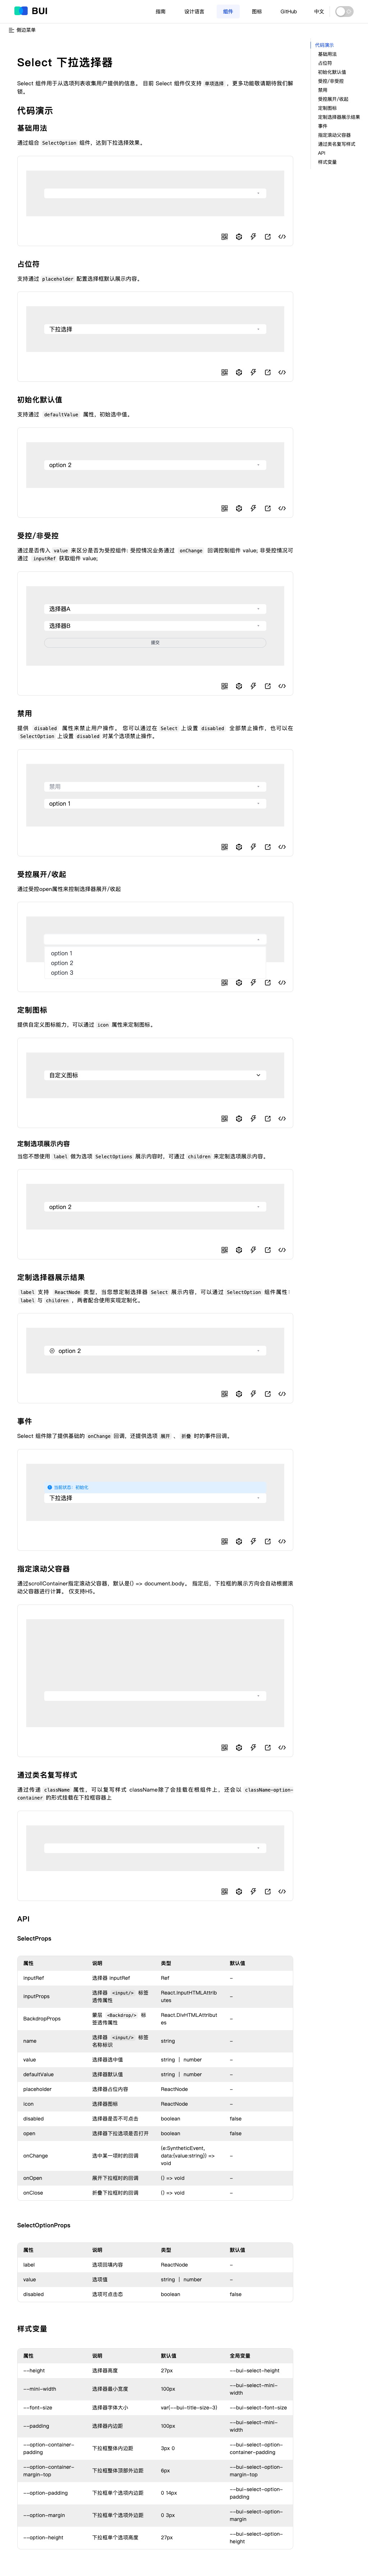 BUI
指南 设计语言 组件 图标 GitHub 中文
侧边菜单
代码演示
基础用法
占位符
初始化默认值
受控/非受控
禁用
受控展开/收起
定制图标
定制选择器展示结果
事件
指定滚动父容器
通过类名复写样式
API
样式变量
Select 下拉选择器
Select 组件用于从选项列表收集用户提供的信息。 目前 Select 组件仅支持 单项选择 ，更多功能敬请期待我们解
锁。
代码演示
基础用法
通过组合 SelectOption 组件，达到下拉选择效果。
占位符
支持通过 placeholder 配置选择框默认展示内容。
下拉选择
初始化默认值
支持通过 defaultValue 属性，初始选中值。
option 2
受控/非受控
通过是否传入 value 来区分是否为受控组件: 受控情况业务通过 onChange 回调控制组件 value; 非受控情况可
通过 inputRef 获取组件 value;
选择器A
选择器B
提交
禁用
提供 disabled 属性来禁止用户操作。 您可以通过在 Select 上设置 disabled 全部禁止操作，也可以在
SelectOption 上设置 disabled 对某个选项禁止操作。
禁用
option 1
受控展开/收起
通过受控open属性来控制选择器展示/收起
option 1
option 2
option 3
定制图标
提供自定义图标能力，可以通过 icon 属性来定制图标。
自定义图标
定制选项展示内容
当您不想使用 label 做为选项 SelectOptions 展示内容时，可通过 children 来定制选项展示内容。
option 2
定制选择器展示结果
label 支持 ReactNode 类型，当您想定制选择器 Select 展示内容，可以通过 SelectOption 组件属性：
label 与 children ，两者配合使用实现定制化。
option 2
事件
Select 组件除了提供基础的 onChange 回调，还提供选项 展开 、 折叠 时的事件回调。
当前状态：初始化
下拉选择
指定滚动父容器
通过scrollContainer指定滚动父容器，默认是() => document.body。 指定后，下拉框的展示方向会自动根据滚
动父容器进行计算。 仅支持H5。
通过类名复写样式
通过传递 className 属性，可以复写样式 className除了会挂载在根组件上，还会以 className-option-
container 的形式挂载在下拉框容器上
API
SelectProps
属性 说明 类型 默认值
inputRef 选择器 inputRef Ref -
inputProps 选择器 <input/> 标签透传属性 React.InputHTMLAttributes -
BackdropProps 蒙层 <Backdrop/> 标签透传属性 React.DivHTMLAttributes -
name 选择器 <input/> 标签名称标识 string -
value 选择器选中值 string | number -
defaultValue 选择器默认值 string | number -
placeholder 选择器占位内容 ReactNode -
icon 选择器图标 ReactNode -
disabled 选择器是否不可点击 boolean false
open 选择器下拉选项是否打开 boolean false
onChange 选中某一项时的回调 (e:SyntheticEvent, data:{value:string}) => void -
onOpen 展开下拉框时的回调 () => void -
onClose 折叠下拉框时的回调 () => void -
SelectOptionProps
属性 说明 类型 默认值
label 选项回填内容 ReactNode -
value 选项值 string | number -
disabled 选项可点击态 boolean false
样式变量
属性 说明 默认值 全局变量
--height 选择器高度 27px --bui-select-height
--mini-width 选择器最小宽度 100px --bui-select-mini-width
--font-size 选择器字体大小 var(--bui-title-size-3) --bui-select-font-size
--padding 选择器内边距 100px --bui-select-mini-width
--option-container-padding 下拉框整体内边距 3px 0 --bui-select-option-container-padding
--option-container-margin-top 下拉框整体顶部外边距 6px --bui-select-option-margin-top
--option-padding 下拉框单个选项内边距 0 14px --bui-select-option-padding
--option-margin 下拉框单个选项外边距 0 3px --bui-select-option-margin
--option-height 下拉框单个选项高度 27px --bui-select-option-height